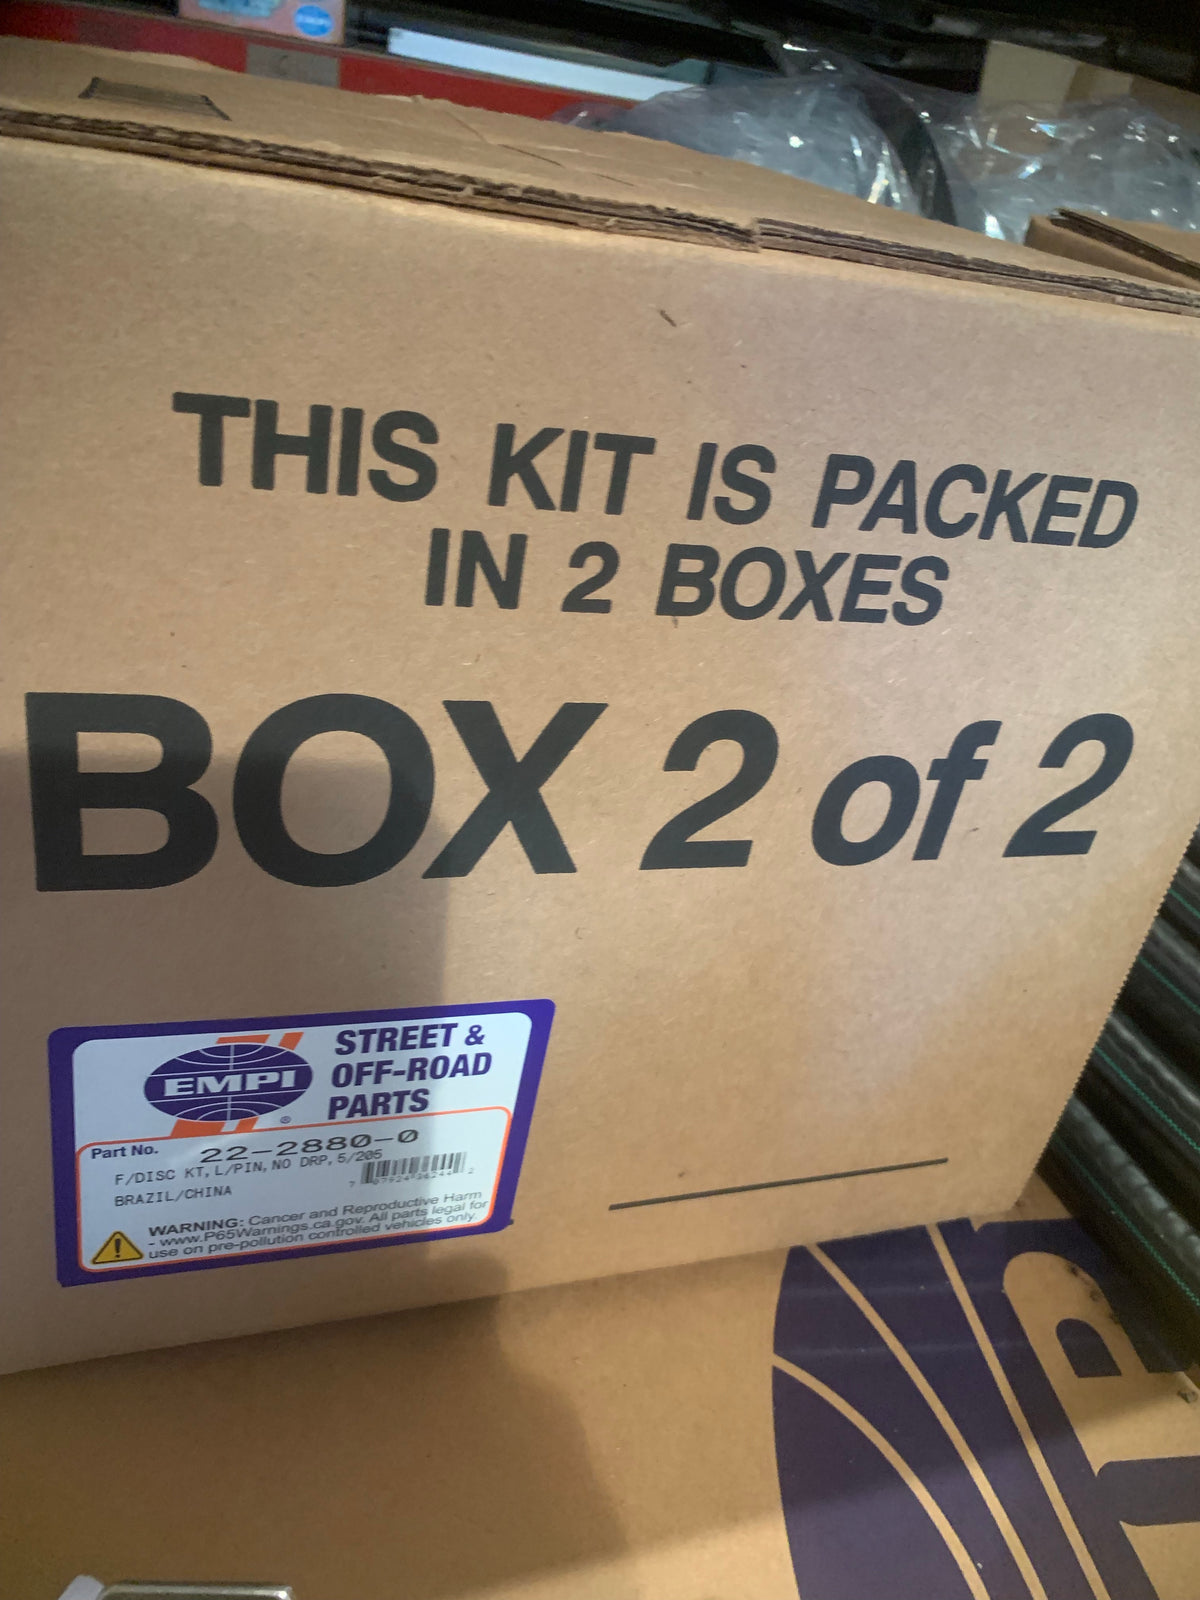 THIS KIT IS PACKED
IN 2 BOXES
BOX 2 of 2
EMPI
®
STREET &
OFF-ROAD
PARTS
Part No. 22-2880-0
F/DISC KT, L/PIN, NO DRP, 5/205
BRAZIL/CHINA
WARNING: Cancer and Reproductive Harm
- www.P65Warnings.ca.gov. All parts legal for
use on pre-pollution controlled vehicles only.